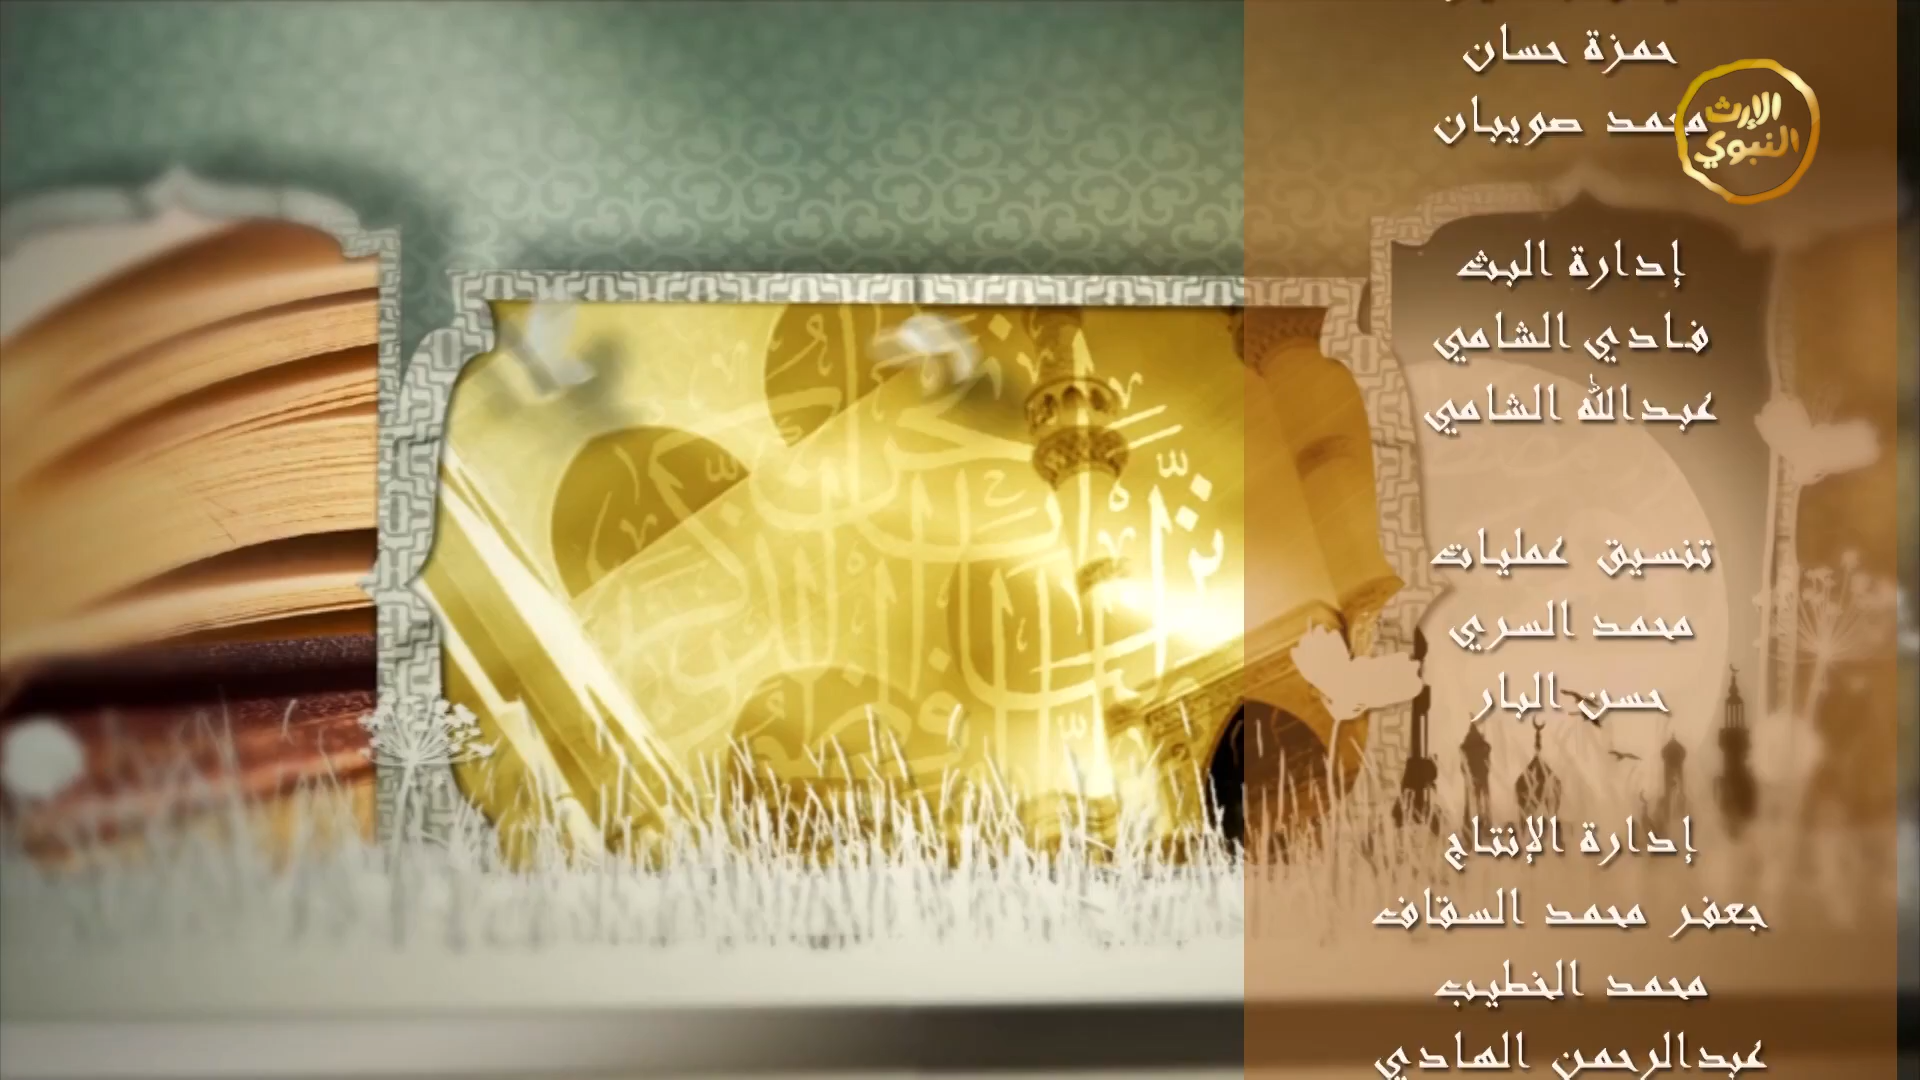 حمزة حسان
محمد صويبان
الإرث
النبوي
إدارة البث
فادي الشامي
عبدالله الشامي
تنسيق عمليات
محمد السري
حسن البار
إدارة الإنتاج
جعفر محمد السقاف
محمد الخطيب
عبدالرحمن الهادي